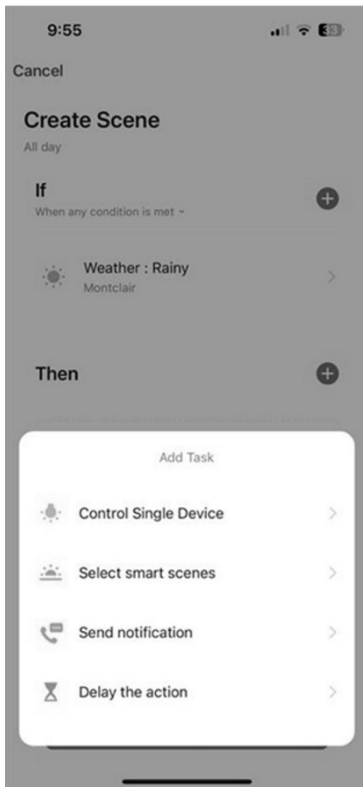 9:55
33
Cancel
Create Scene
All day
If
When any condition is met
Weather : Rainy
Montclair
Then
Add Task
Control Single Device
Select smart scenes
Send notification
Delay the action